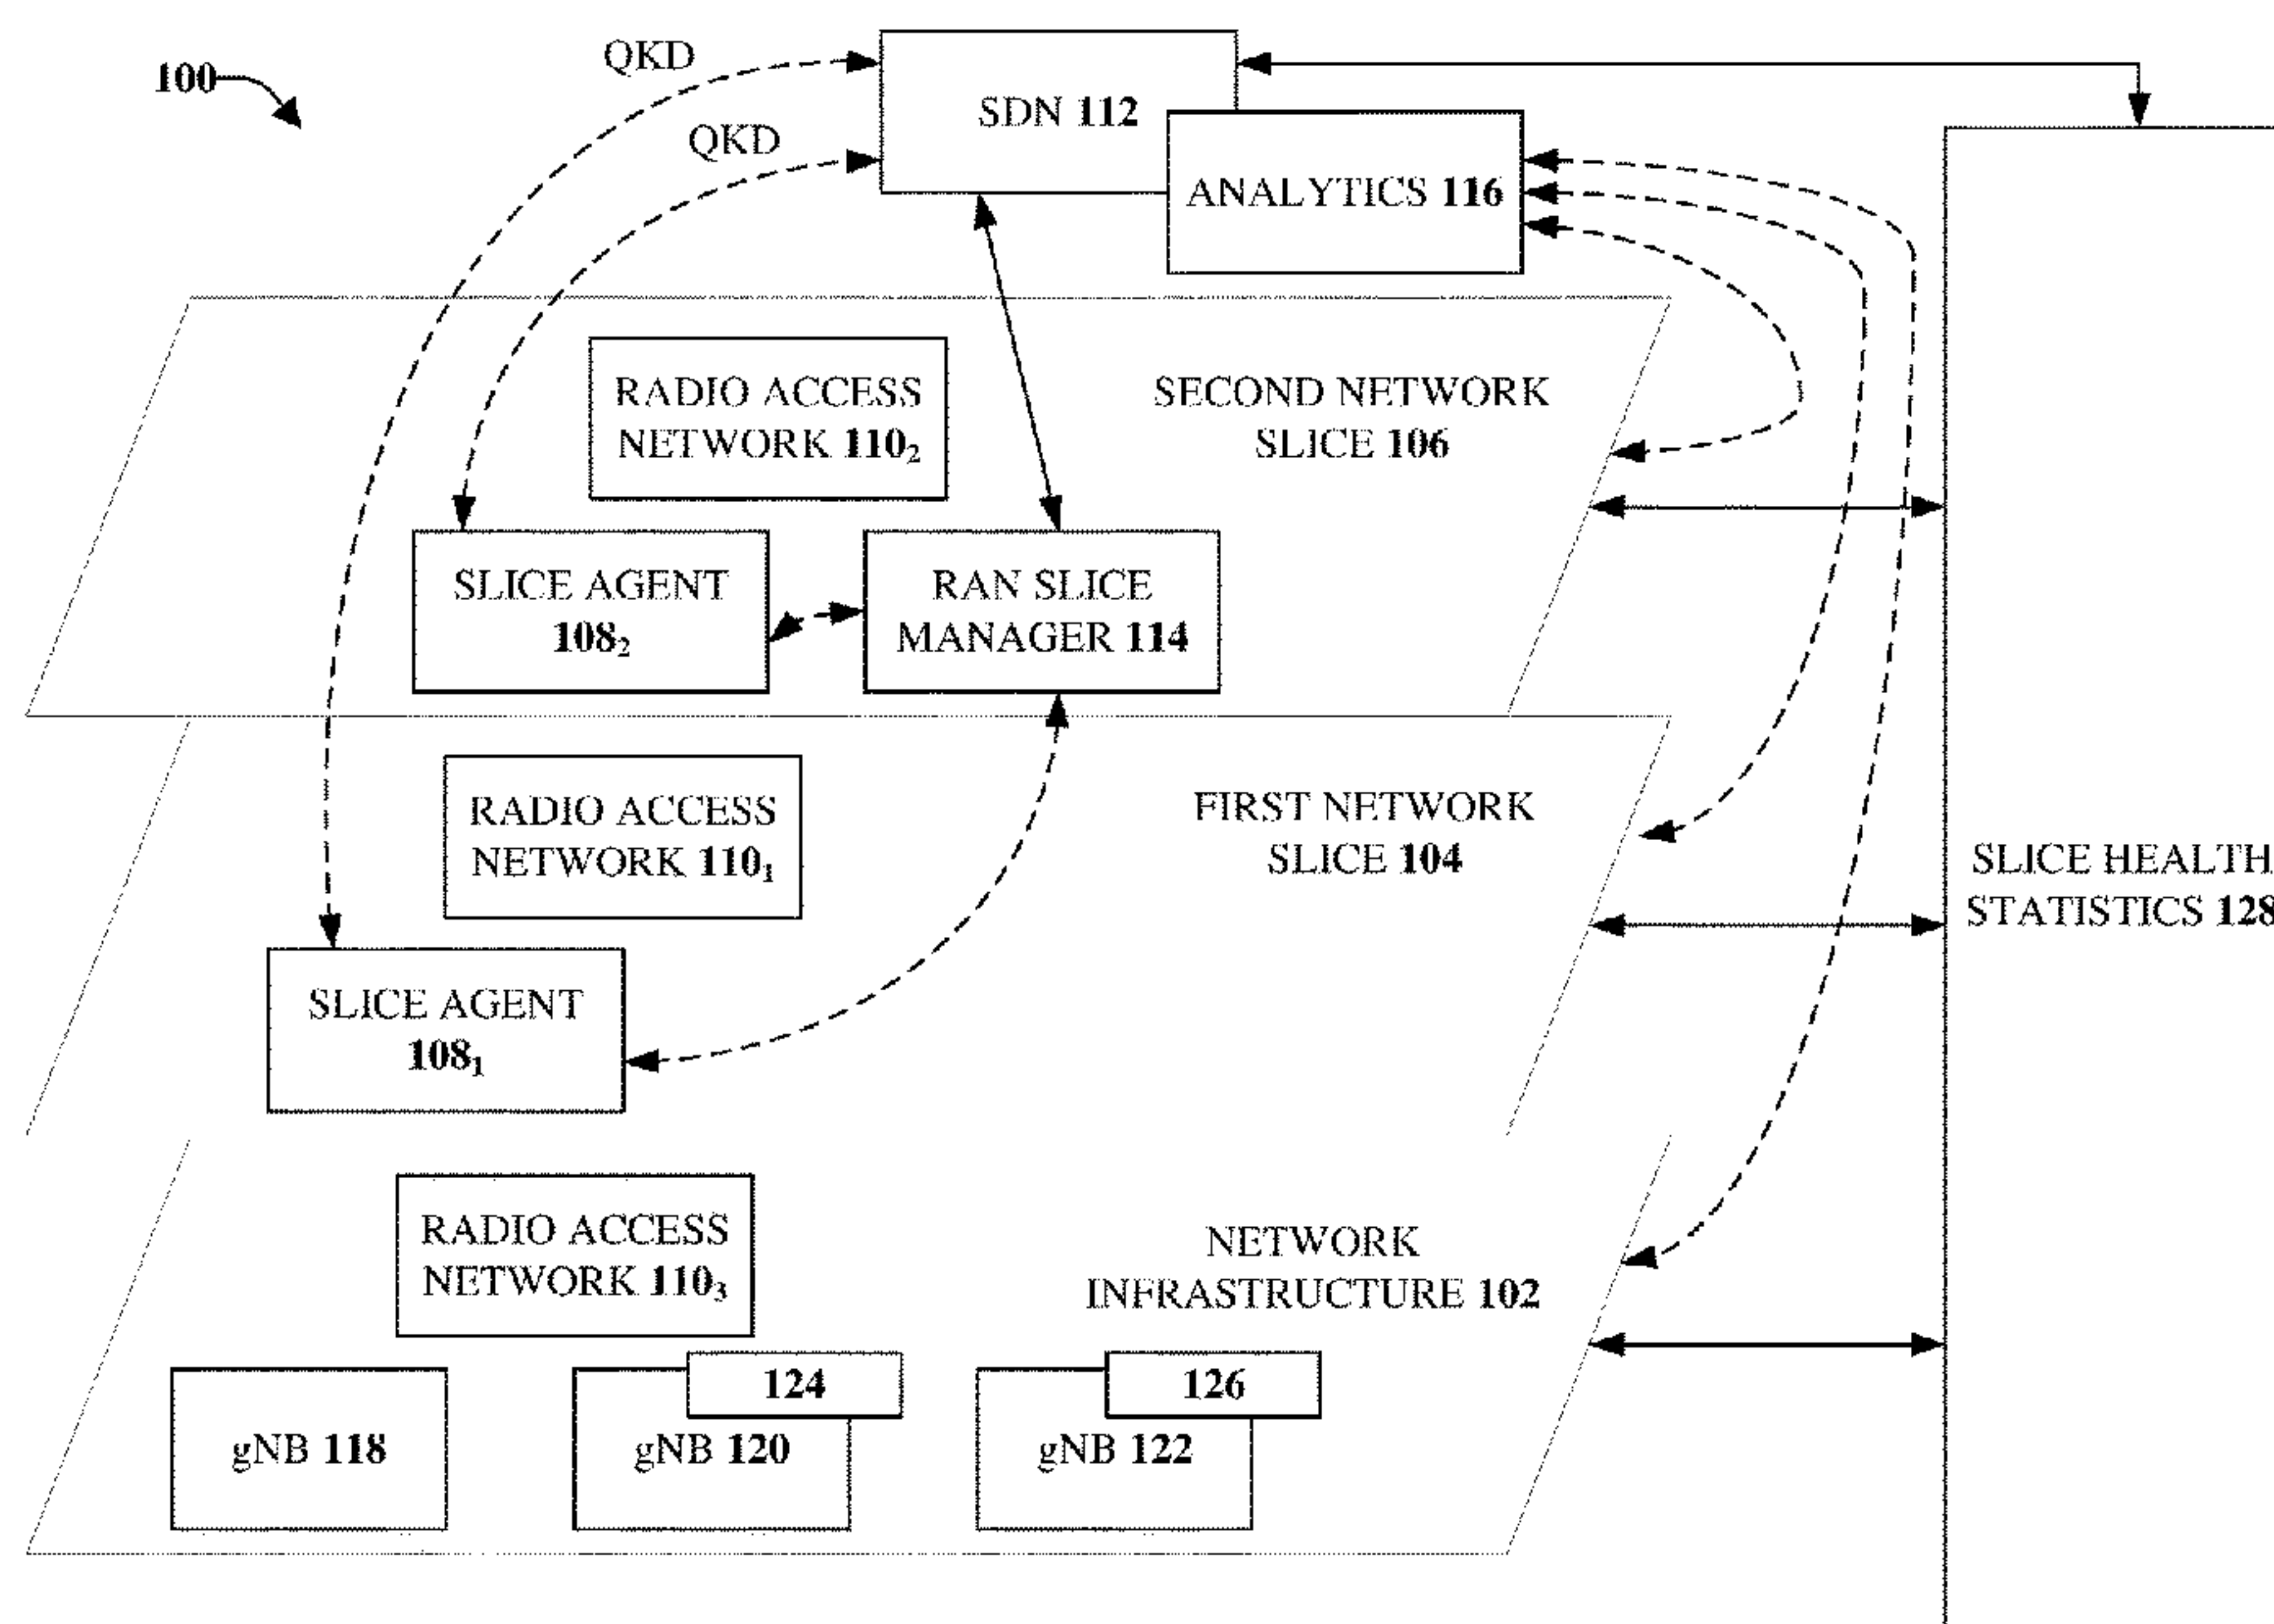 100
QKD
QKD
SDN 112
ANALYTICS 116
RADIO ACCESS
NETWORK 110₂
SECOND NETWORK
SLICE 106
SLICE AGENT
108₂
RAN SLICE
MANAGER 114
RADIO ACCESS
NETWORK 110₁
FIRST NETWORK
SLICE 104
SLICE HEALTH
STATISTICS 128
SLICE AGENT
108₁
RADIO ACCESS
NETWORK 110₃
NETWORK
INFRASTRUCTURE 102
gNB 118
124
gNB 120
126
gNB 122